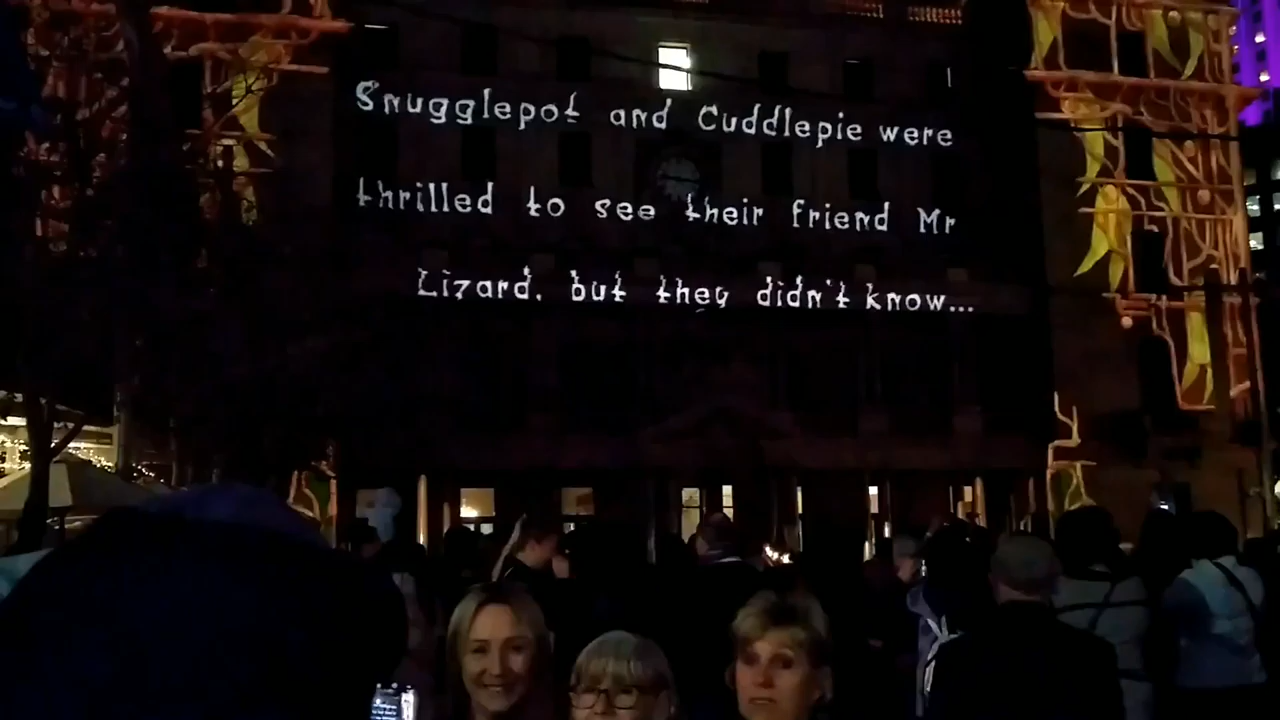 Snugglepot and Cuddlepie were
thrilled to see their friend Mr
Lizard, but they didn't know...